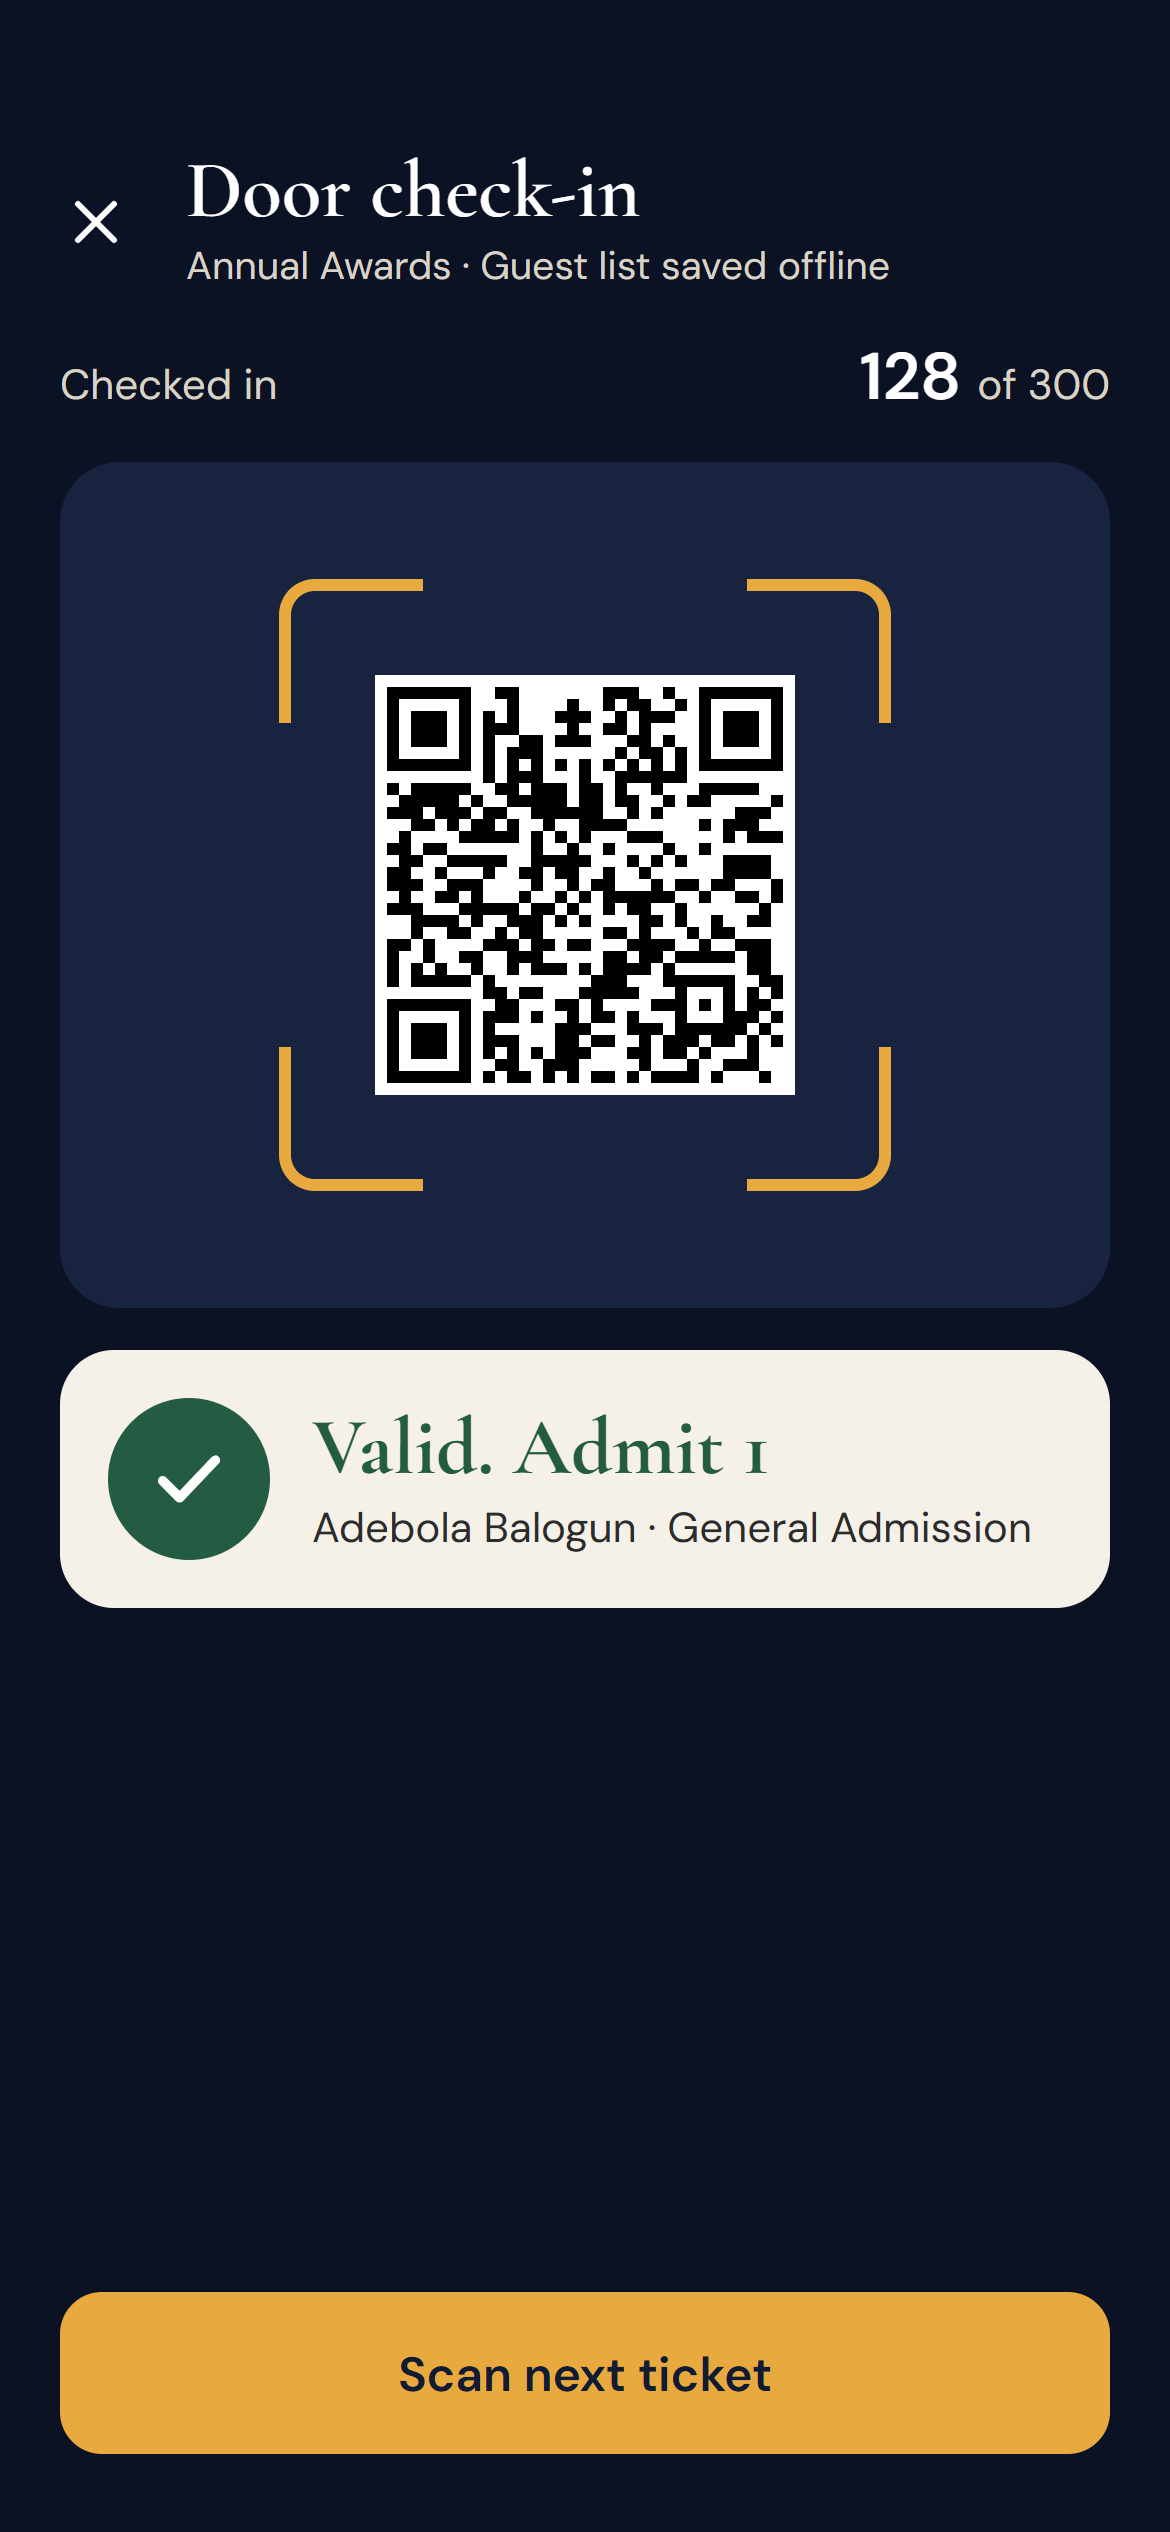 Door check-in
Annual Awards · Guest list saved offline
Checked in
128 of 300
Valid. Admit 1
Adebola Balogun · General Admission
Scan next ticket